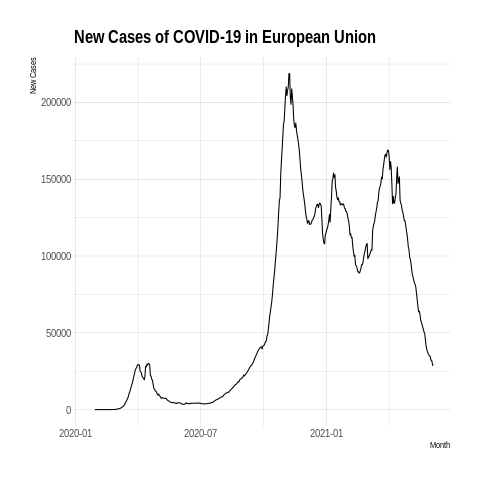 New Cases of COVID-19 in European Union
New Cases
200000
150000
100000
50000
0
2020-01 2020-07 2021-01
Month